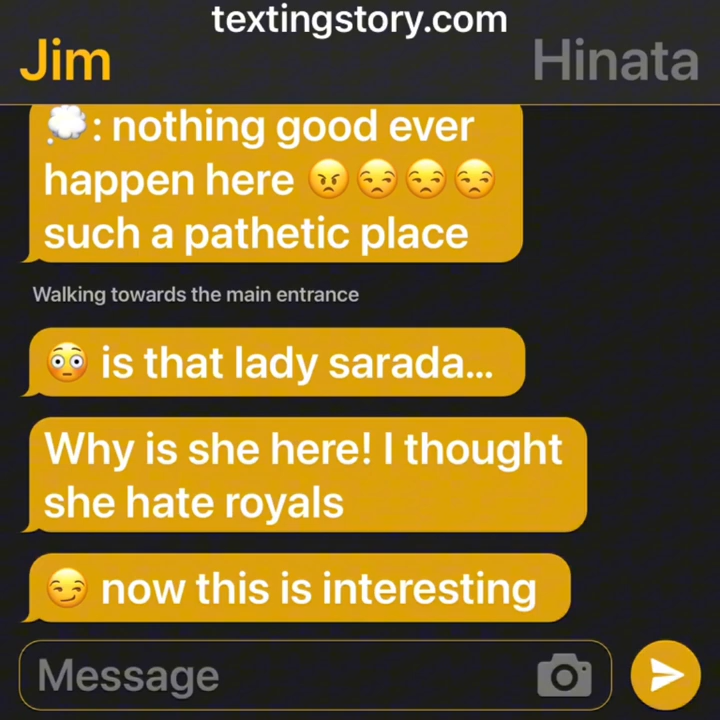 textingstory.com
Jim
Hinata
💭: nothing good ever
happen here 😠😒😒😒
such a pathetic place
Walking towards the main entrance
😳 is that lady sarada...
Why is she here! I thought
she hate royals
😏 now this is interesting
Message